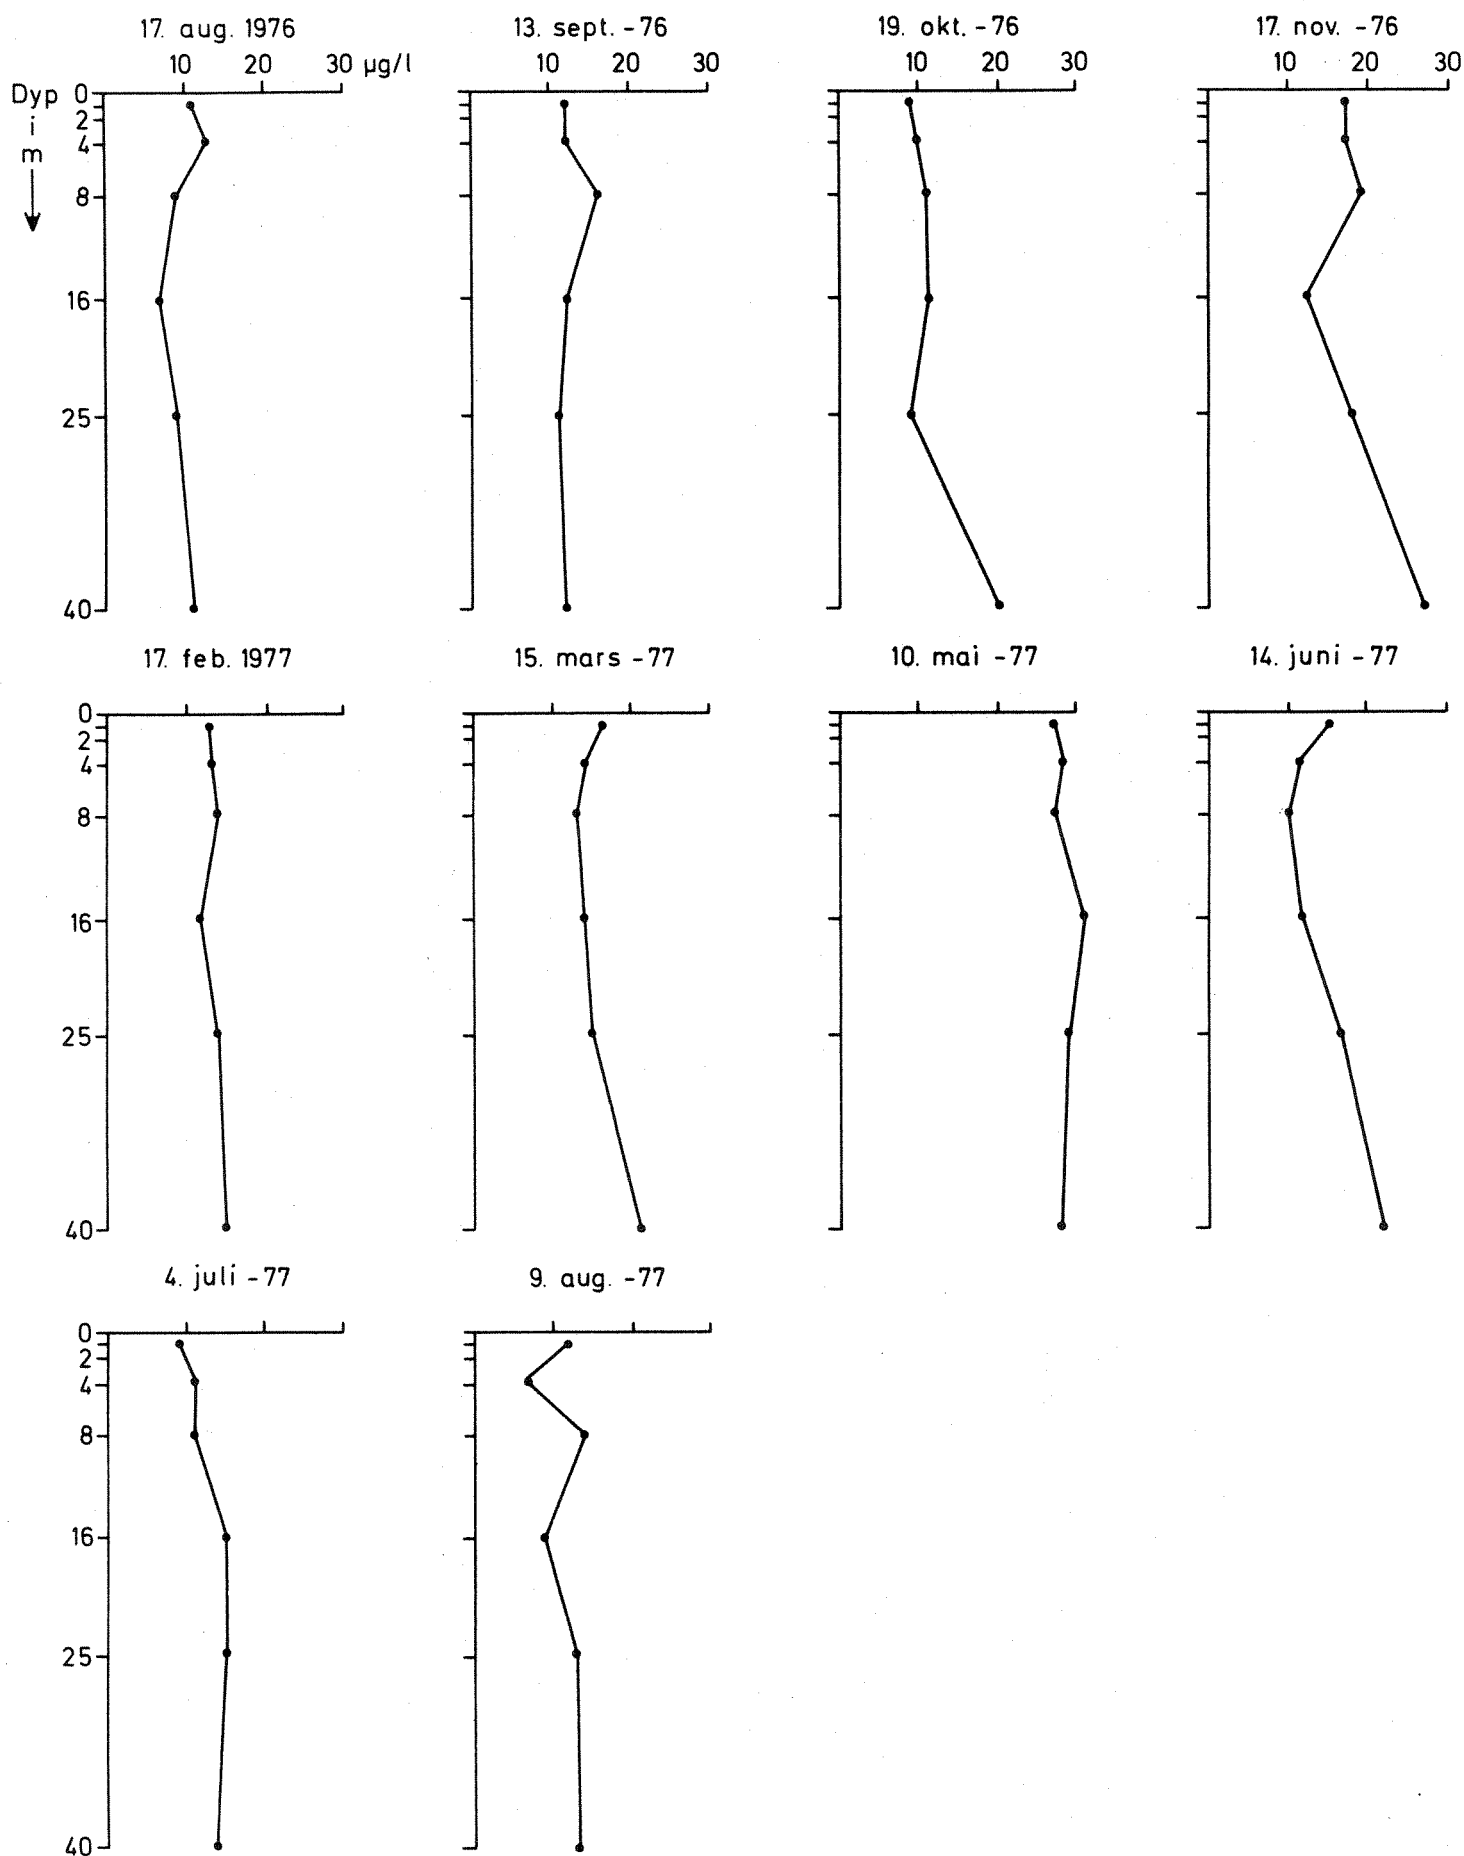 17. aug. 1976
13. sept. -76
19. okt. -76
17. nov. -76
10 20 30 µg/l
10 20 30
10 20 30
10 20 30
Dyp
i
m
0
2
4
8
16
25
40
17. feb. 1977
15. mars -77
10. mai -77
14. juni -77
0
2
4
8
16
25
40
4. juli -77
9. aug. -77
0
2
4
8
16
25
40